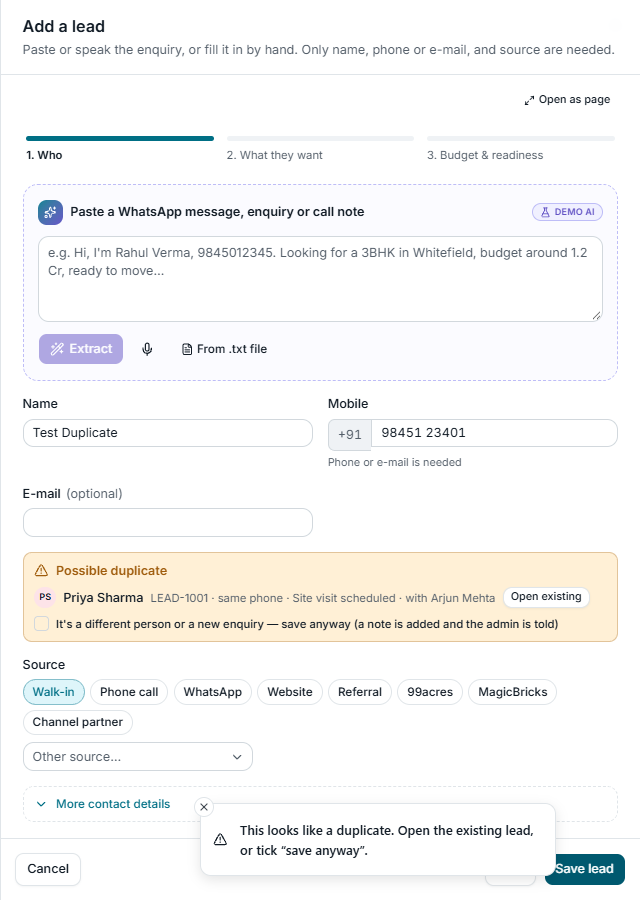 Add a lead
Paste or speak the enquiry, or fill it in by hand. Only name, phone or e-mail, and source are needed.
Open as page
1. Who
2. What they want
3. Budget & readiness
Paste a WhatsApp message, enquiry or call note
DEMO AI
e.g. Hi, I'm Rahul Verma, 9845012345. Looking for a 3BHK in Whitefield, budget around 1.2
Cr, ready to move...
Extract
From .txt file
Name
Mobile
Test Duplicate
+91
98451 23401
Phone or e-mail is needed
E-mail (optional)
Possible duplicate
PS
Priya Sharma LEAD-1001 · same phone · Site visit scheduled · with Arjun Mehta
Open existing
It's a different person or a new enquiry — save anyway (a note is added and the admin is told)
Source
Walk-in
Phone call
WhatsApp
Website
Referral
99acres
MagicBricks
Channel partner
Other source...
More contact details
This looks like a duplicate. Open the existing lead,
or tick “save anyway”.
Cancel
Save lead